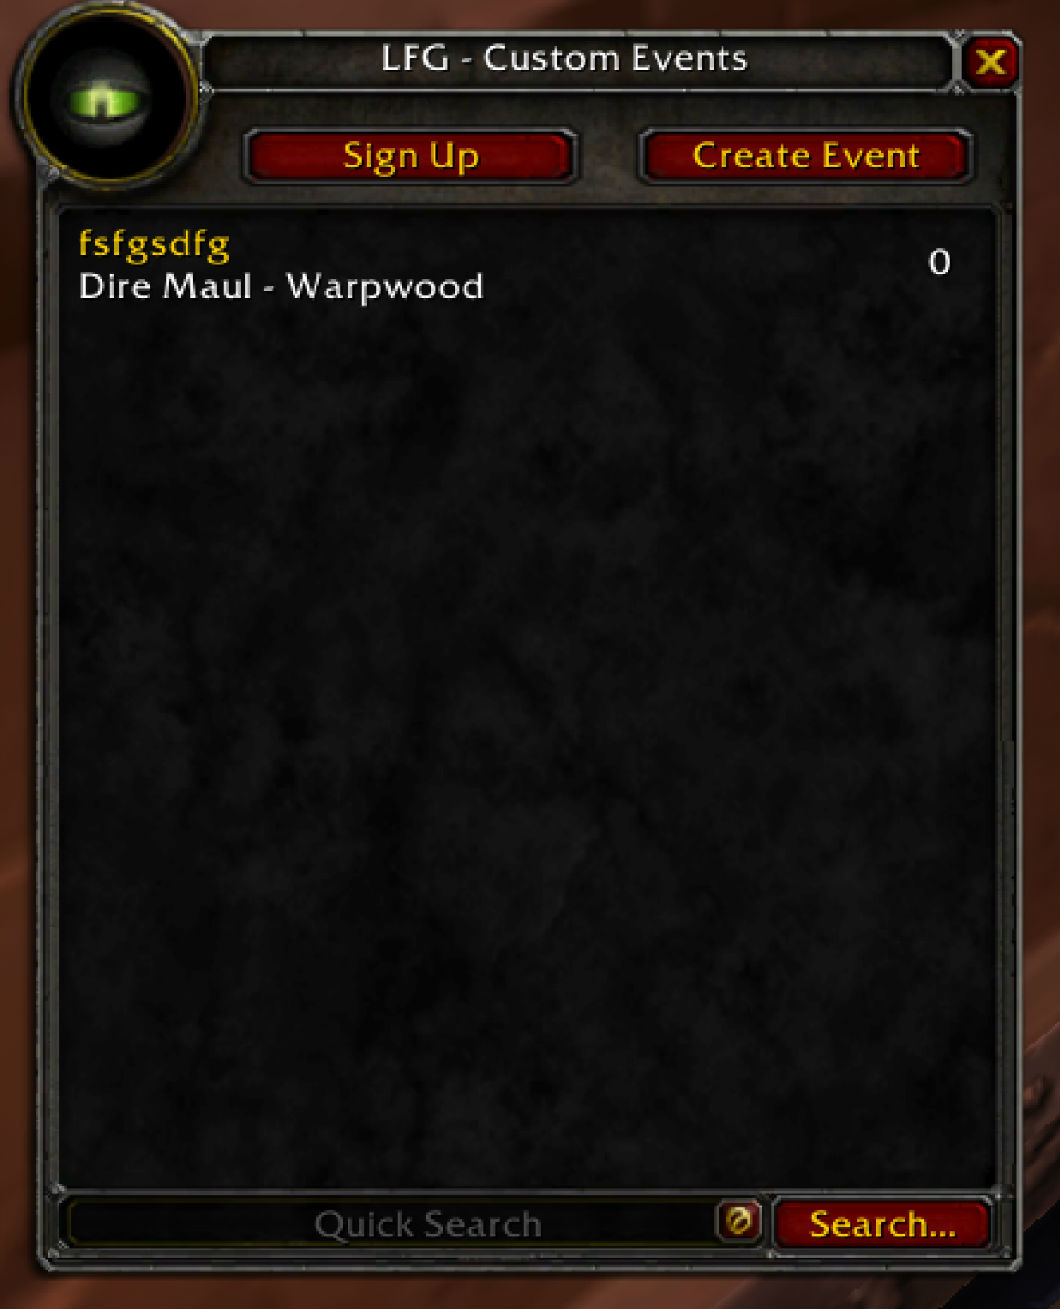 LFG - Custom Events
Sign Up
Create Event
fsfgsdfg
0
Dire Maul - Warpwood
Quick Search
Search...